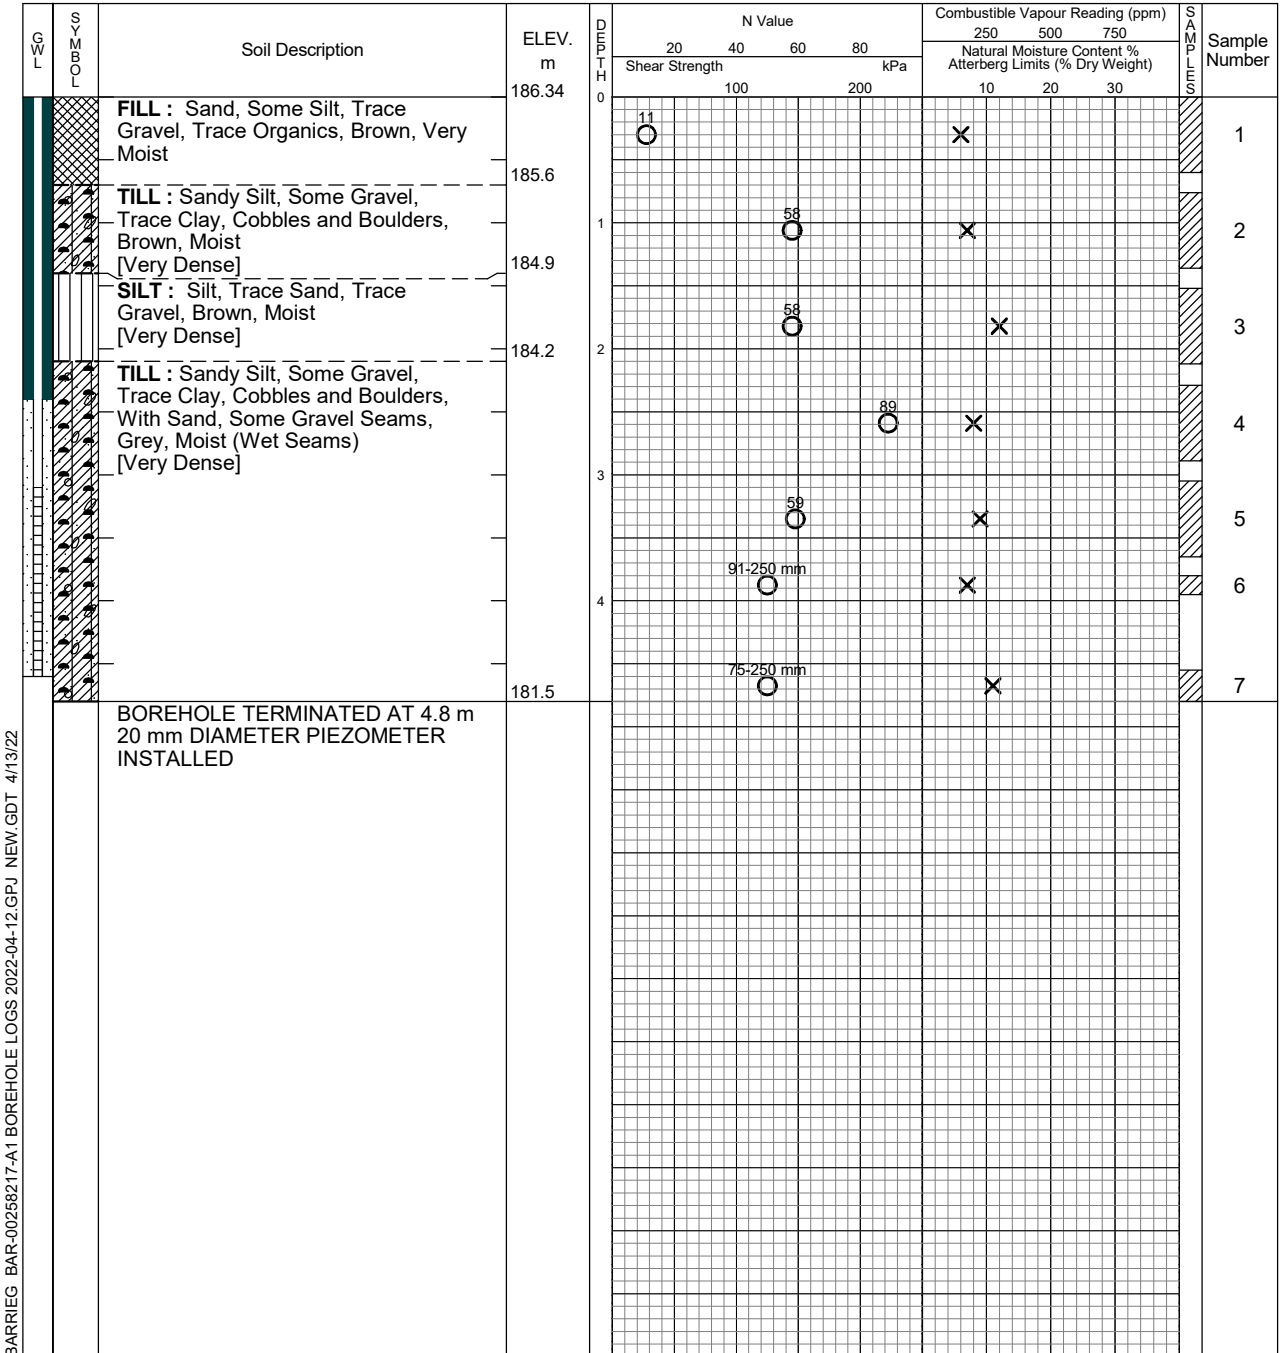 GWL
SYMBOL
Soil Description
ELEV.
m
DEPTH
N Value
20 40 60 80
Shear Strength kPa
100 200
Combustible Vapour Reading (ppm)
250 500 750
Natural Moisture Content %
Atterberg Limits (% Dry Weight)
10 20 30
SAMPLES
Sample
Number
186.34
0
FILL : Sand, Some Silt, Trace
Gravel, Trace Organics, Brown, Very
Moist
11
1
185.6
TILL : Sandy Silt, Some Gravel,
Trace Clay, Cobbles and Boulders,
Brown, Moist
[Very Dense]
1
58
2
184.9
SILT : Silt, Trace Sand, Trace
Gravel, Brown, Moist
[Very Dense]
58
3
184.2
2
TILL : Sandy Silt, Some Gravel,
Trace Clay, Cobbles and Boulders,
With Sand, Some Gravel Seams,
Grey, Moist (Wet Seams)
[Very Dense]
89
4
3
59
5
91-250 mm
6
4
75-250 mm
7
181.5
BOREHOLE TERMINATED AT 4.8 m
20 mm DIAMETER PIEZOMETER
INSTALLED
BARRIEG BAR-00258217-A1 BOREHOLE LOGS 2022-04-12.GPJ NEW.GDT 4/13/22